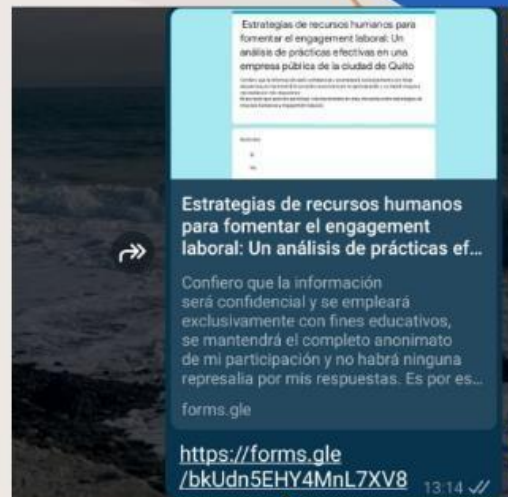 Estrategias de recursos humanos para
fomentar el engagement laboral: Un
análisis de prácticas efectivas en una
empresa pública de la ciudad de Quito
Estrategias de recursos humanos
para fomentar el engagement
laboral: Un análisis de prácticas ef...
Confiero que la información
será confidencial y se empleará
exclusivamente con fines educativos,
se mantendrá el completo anonimato
de mi participación y no habrá ninguna
represalia por mis respuestas. Es por es...
forms.gle
https://forms.gle
/bkUdn5EHY4MnL7XV8
13:14